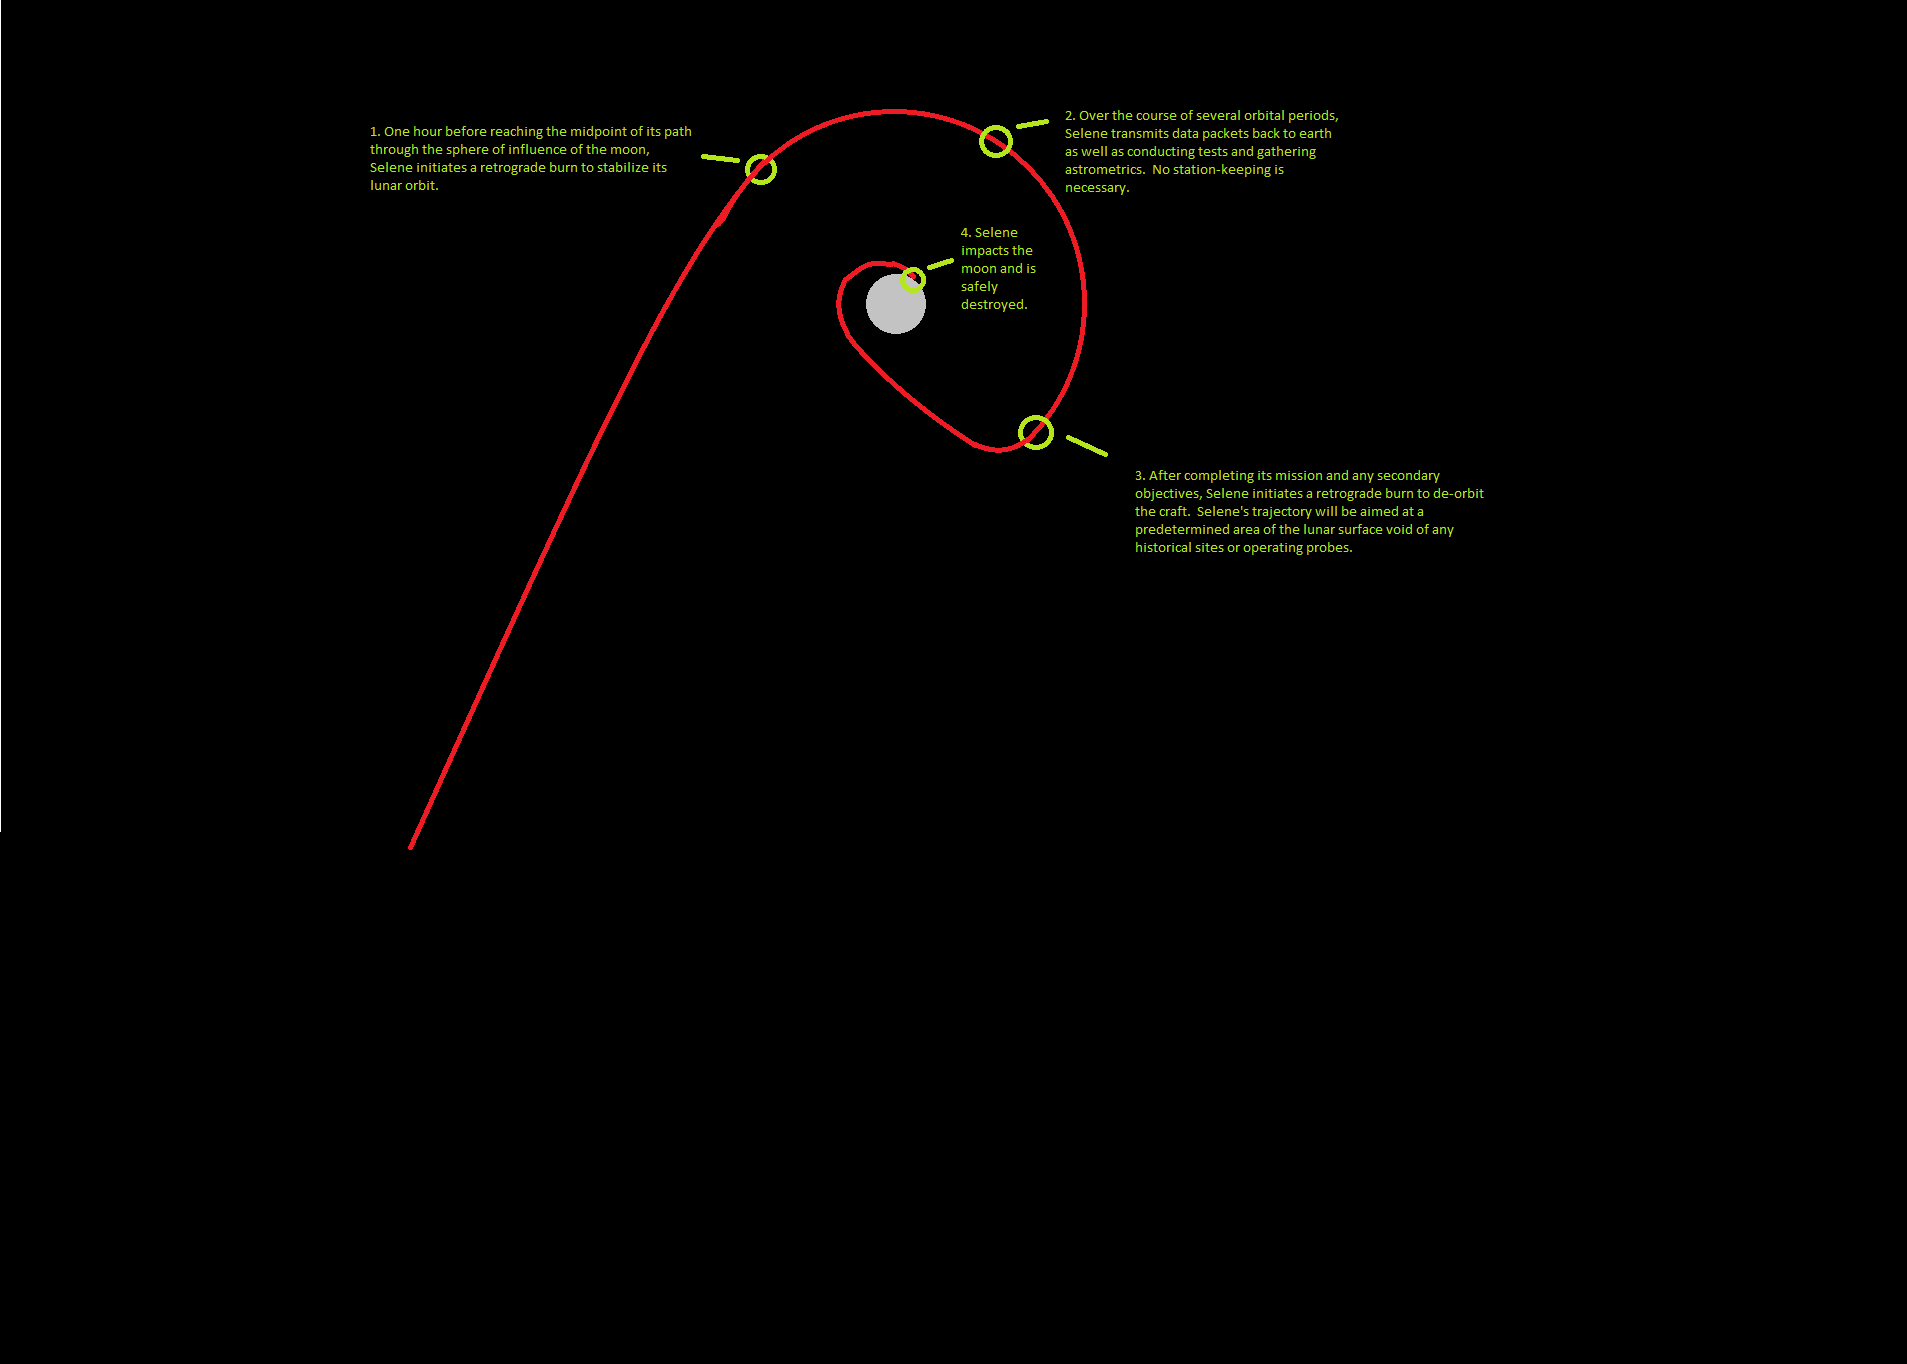 1. One hour before reaching the midpoint of its path
through the sphere of influence of the moon,
Selene initiates a retrograde burn to stabilize its
lunar orbit.
2. Over the course of several orbital periods,
Selene transmits data packets back to earth
as well as conducting tests and gathering
astrometrics.  No station-keeping is
necessary.
4. Selene
impacts the
moon and is
safely
destroyed.
3. After completing its mission and any secondary
objectives, Selene initiates a retrograde burn to de-orbit
the craft.  Selene's trajectory will be aimed at a
predetermined area of the lunar surface void of any
historical sites or operating probes.